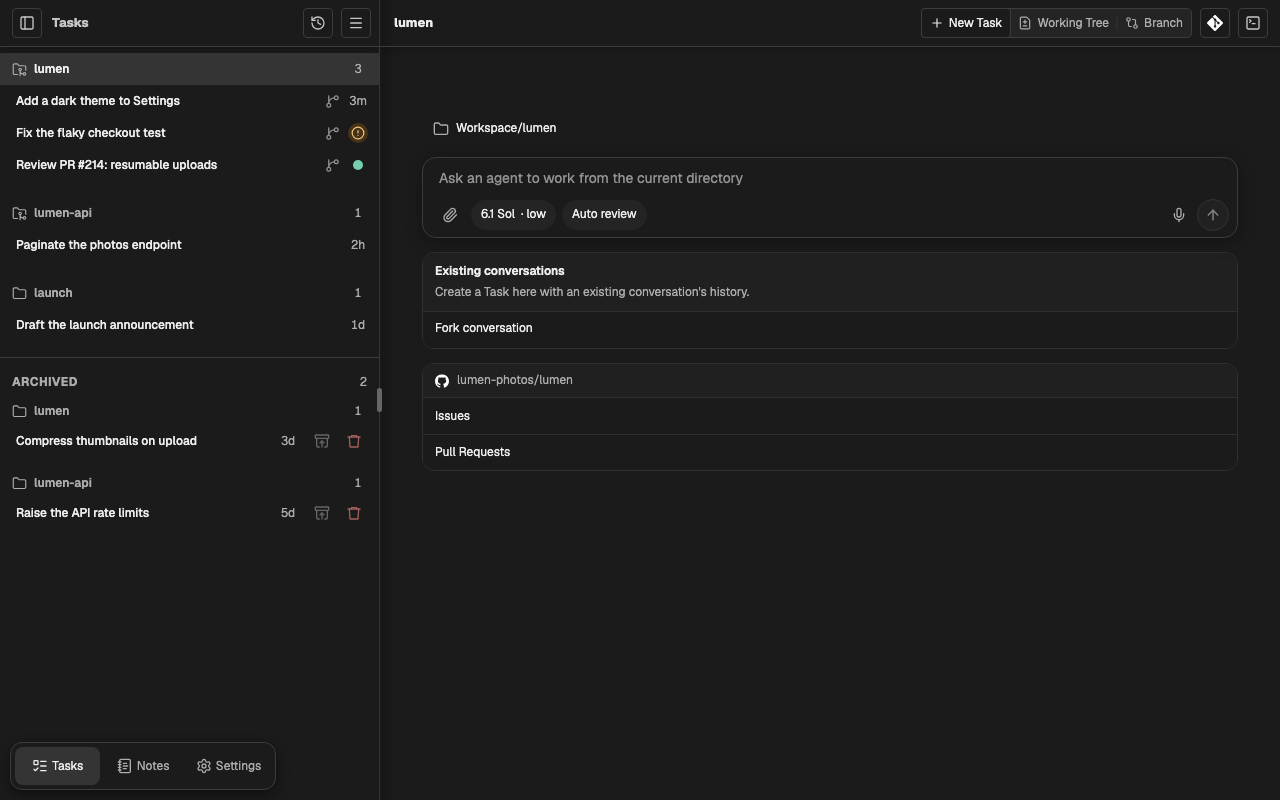 Tasks
lumen
New Task
Working Tree
Branch
lumen 3
Add a dark theme to Settings 3m
Fix the flaky checkout test
Review PR #214: resumable uploads
lumen-api 1
Paginate the photos endpoint 2h
launch 1
Draft the launch announcement 1d
ARCHIVED 2
lumen 1
Compress thumbnails on upload 3d
lumen-api 1
Raise the API rate limits 5d
Tasks
Notes
Settings
Workspace/lumen
Ask an agent to work from the current directory
6.1 Sol · low
Auto review
Existing conversations
Create a Task here with an existing conversation's history.
Fork conversation
lumen-photos/lumen
Issues
Pull Requests